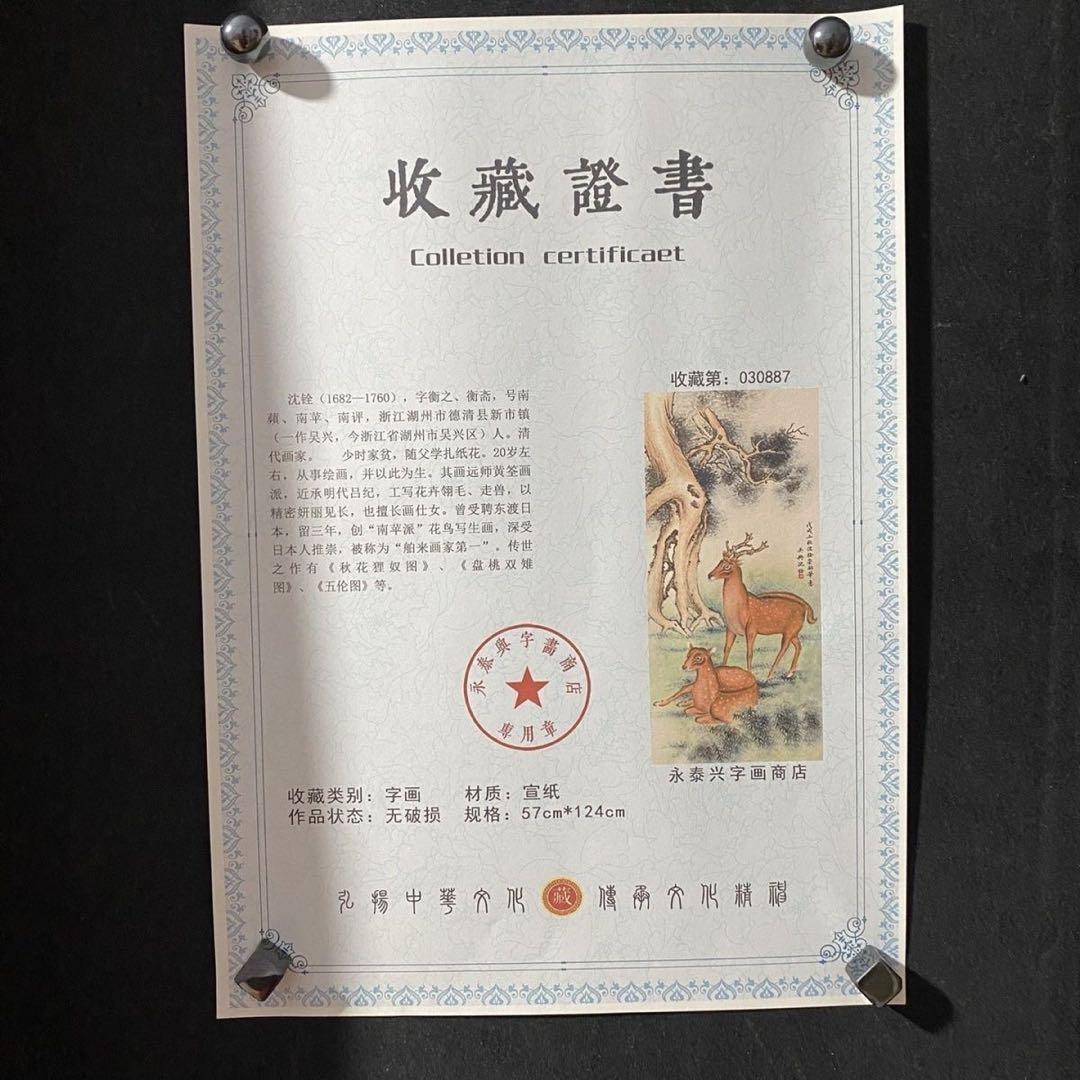 收藏證書
Colletion certificaet
收藏第：030887
沈铨（1682—1760），字衡之、衡斋，号南
蘋、南苹、南评，浙江湖州市德清县新市镇
（一作吴兴，今浙江省湖州市吴兴区）人。清
代画家。 少时家贫，随父学扎纸花。20岁左
右，从事绘画，并以此为生。其画远师黄筌画
派，近承明代吕纪，工写花卉翎毛、走兽，以
精密妍丽见长，也擅长画仕女。曾受聘东渡日
本，留三年，创“南苹派”花鸟写生画，深受
日本人推崇，被称为“舶来画家第一”。传世
之作有《秋花狸奴图》、《盘桃双雉
图》、《五伦图》等。
永泰興字畵商店
專用章
永泰兴字画商店
收藏类别：字画 材质：宣纸
作品状态：无破损 规格：57cm*124cm
弘揚中華文化 藏 傳承文化精神